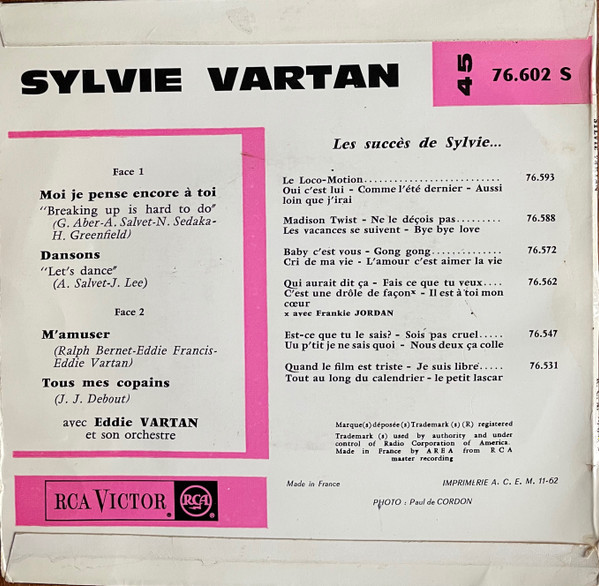 SYLVIE VARTAN
45
76.602 S
Face 1
Moi je pense encore à toi
"Breaking up is hard to do"
(G. Aber-A. Salvet-N. Sedaka-
H. Greenfield)
Dansons
"Let's dance"
(A. Salvet-J. Lee)
Face 2
M'amuser
(Ralph Bernet-Eddie Francis-
Eddie Vartan)
Tous mes copains
(J. J. Debout)
avec Eddie VARTAN
et son orchestre
RCA VICTOR RCA
Les succès de Sylvie...
Le Loco-Motion.............................. 76.593
Oui c'est lui - Comme l'été dernier - Aussi
loin que j'irai
Madison Twist - Ne le déçois pas......... 76.588
Les vacances se suivent - Bye bye love
Baby c'est vous - Gong gong.............. 76.572
Cri de ma vie - L'amour c'est aimer la vie
Qui aurait dit ça - Fais ce que tu veux.... 76.562
C'est une drôle de façon x - Il est à toi mon
cœur
x avec Frankie JORDAN
Est-ce que tu le sais? - Sois pas cruel..... 76.547
Uu p'tit je ne sais quoi - Nous deux ça colle
Quand le film est triste - Je suis libre..... 76.531
Tout au long du calendrier - le petit lascar
Marque(s) déposée(s) Trademark (s) (R) registered
Trademark (s) used by authority and under
control of Radio Corporation of America.
Made in France by AREA from RCA
master recording
Made in France
IMPRIMERIE A. C. E. M. 11-62
PHOTO : Paul de CORDON